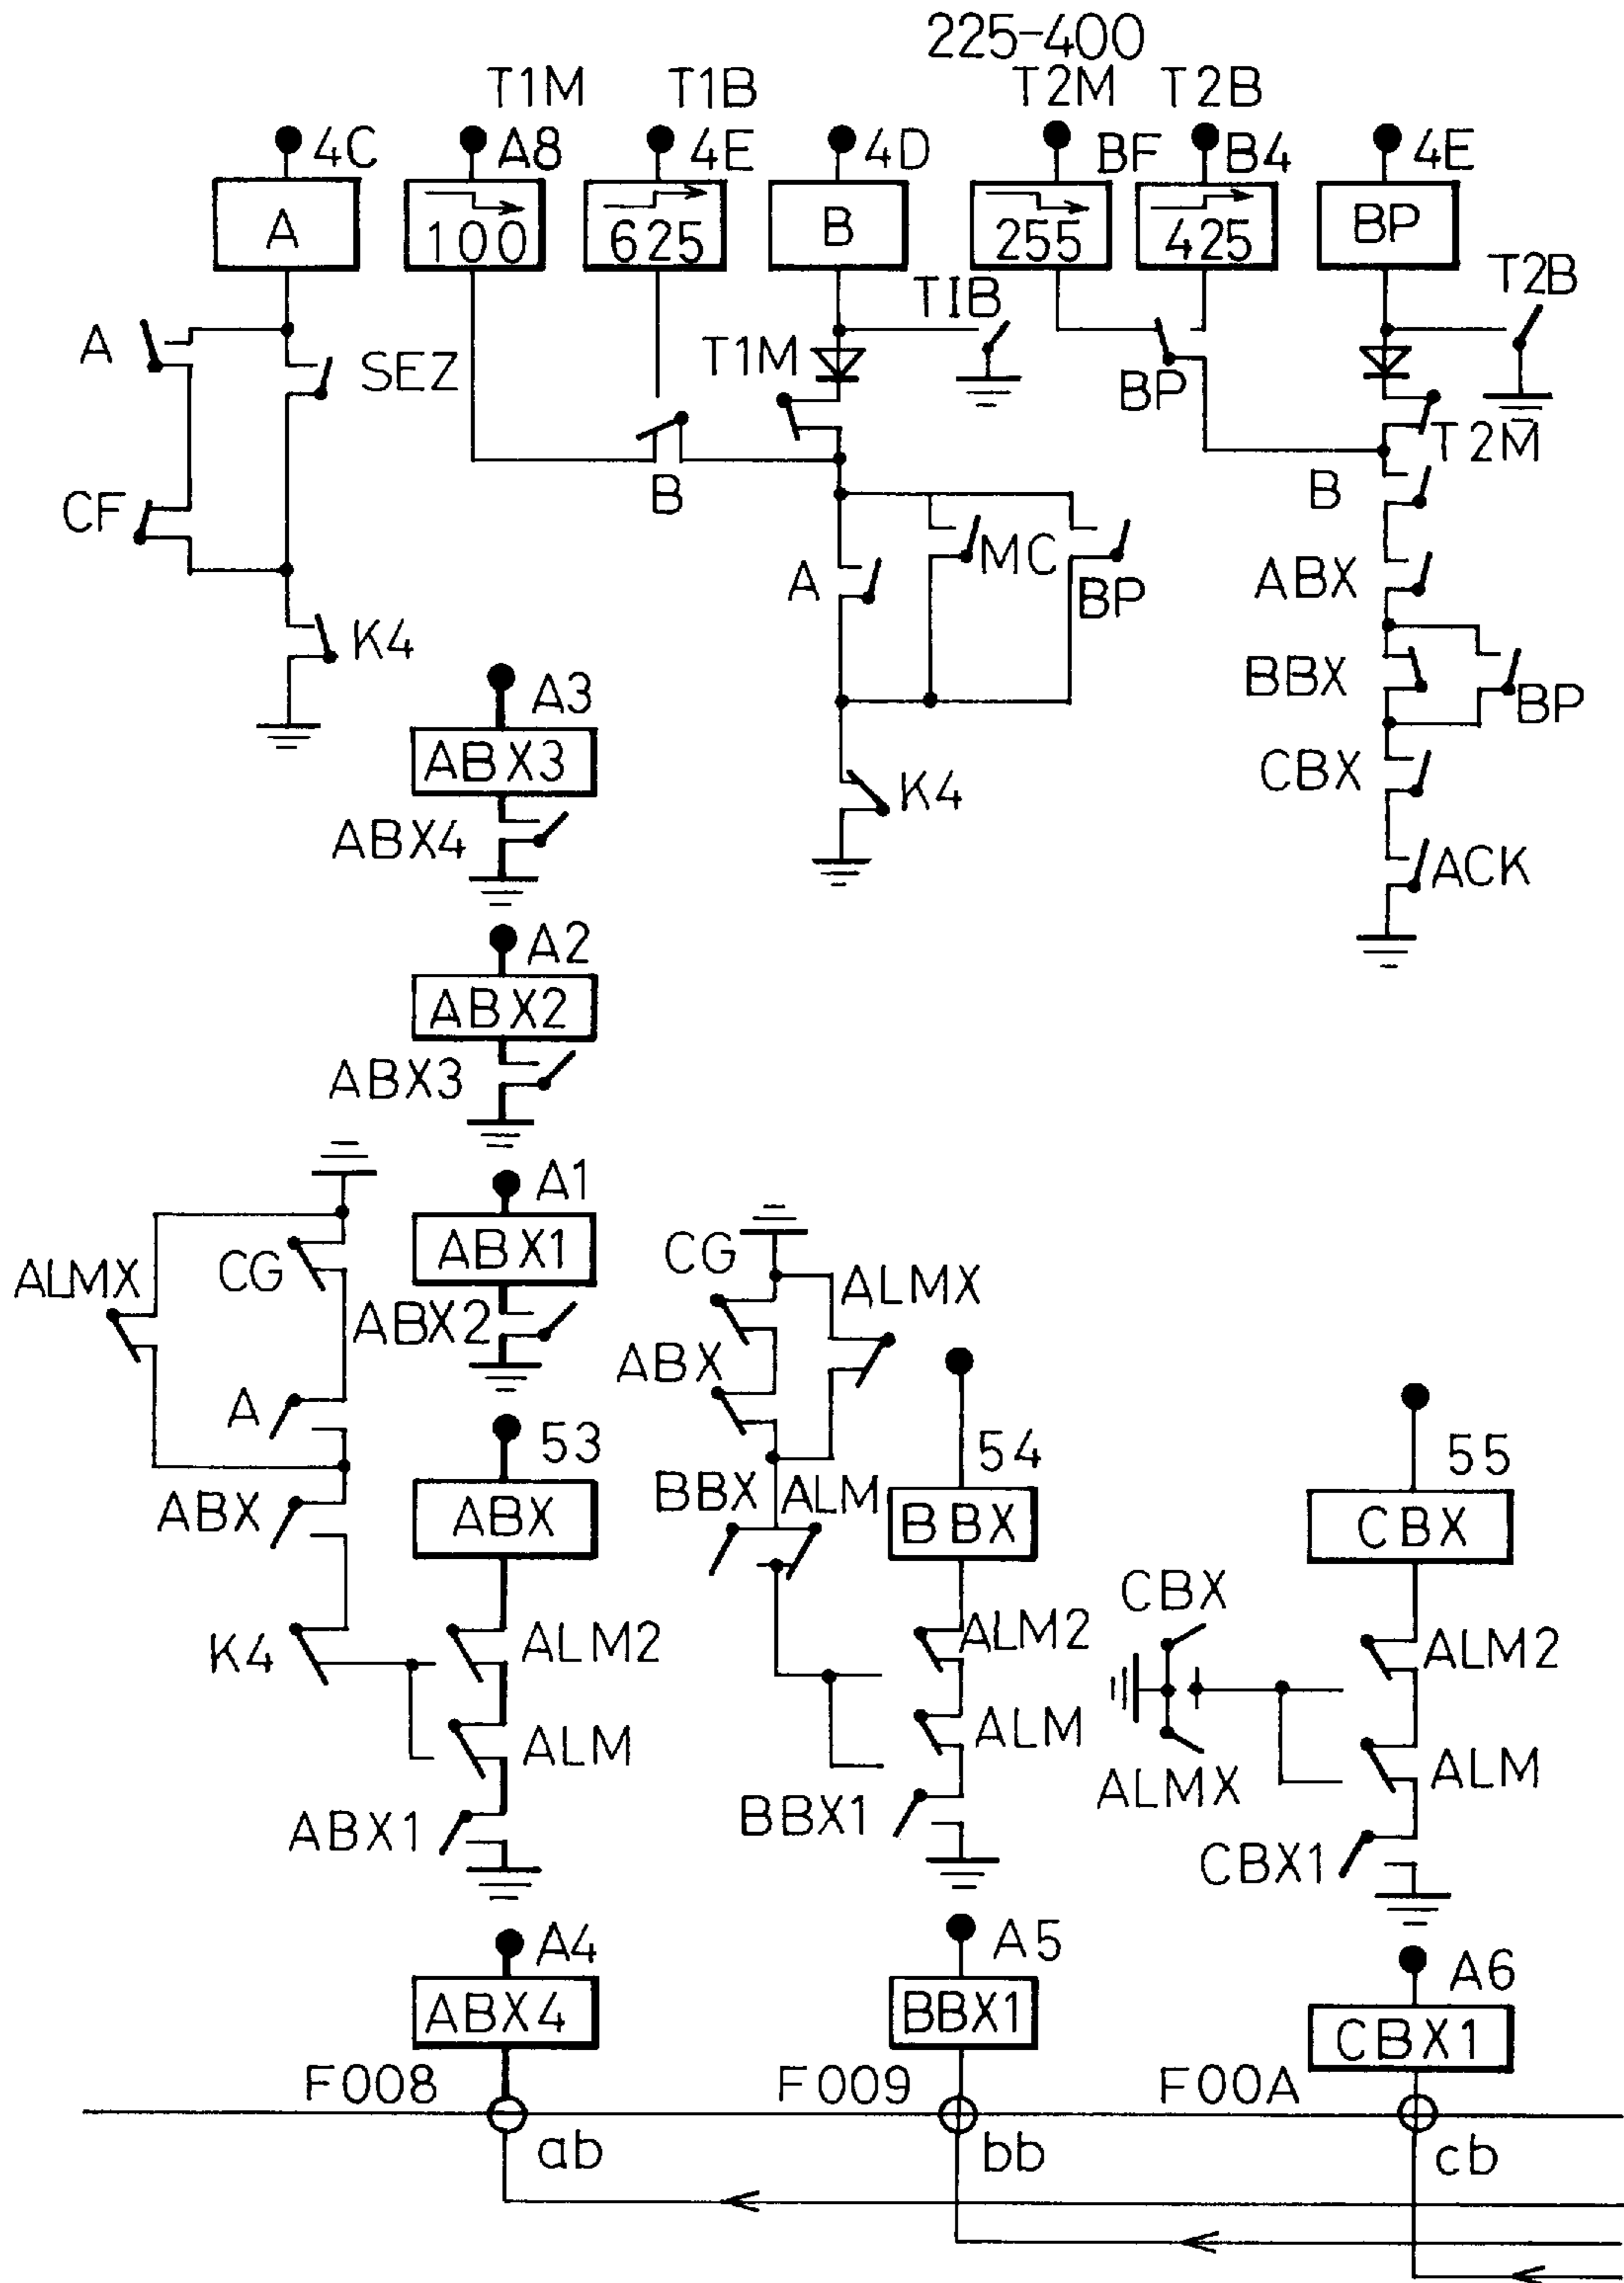 225-400
T1M T1B T2M T2B
4C A8 4E 4D BF B4 4E
A 100 625 B 255 425 BP
TIB T2B
A SEZ T1M BP
T2M
CF B B
MC
A BP ABX
K4
BBX BP
A3
ABX3 CBX
K4
ABX4 ACK
A2
ABX2
ABX3
A1
ABX1 CG
ALMX CG ALMX
ABX2 ABX
A
53 54 55
ABX BBX ALM
ABX BBX CBX
CBX
K4 ALM2 ALM2 ALM2
ALM ALM ALM
ALMX
ABX1 BBX1 CBX1
A4 A5 A6
ABX4 BBX1 CBX1
F008 F009 F00A
ab bb cb